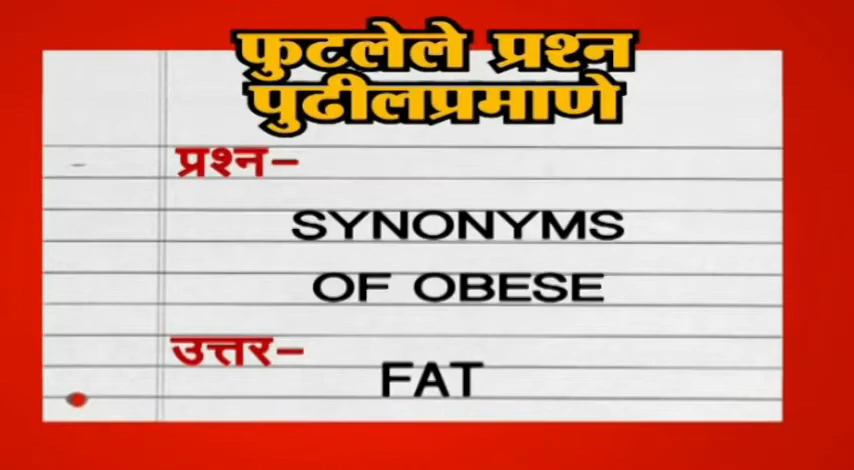 फुटलेले प्रश्न
पुढीलप्रमाणे
प्रश्न-
SYNONYMS
OF OBESE
उत्तर-
FAT